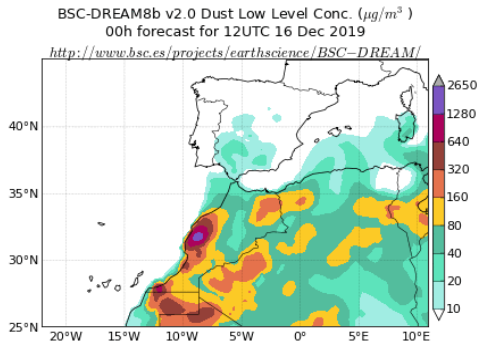 BSC-DREAM8b v2.0 Dust Low Level Conc. (μg/m³ )
00h forecast for 12UTC 16 Dec 2019
http://www.bsc.es/projects/earthscience/BSC−DREAM/
2650
1280
640
320
160
80
40
20
10
40°N
35°N
30°N
25°N
20°W
15°W
10°W
5°W
0°E
5°E
10°E